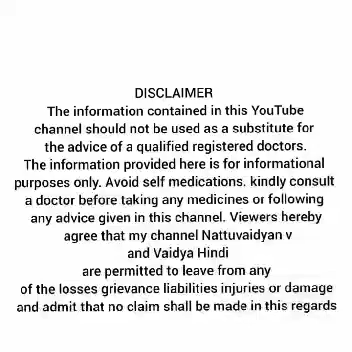 DISCLAIMER
The information contained in this YouTube
channel should not be used as a substitute for
the advice of a qualified registered doctors.
The information provided here is for informational
purposes only. Avoid self medications. kindly consult
a doctor before taking any medicines or following
any advice given in this channel. Viewers hereby
agree that my channel Nattuvaidyan v
and Vaidya Hindi
are permitted to leave from any
of the losses grievance liabilities injuries or damage
and admit that no claim shall be made in this regards